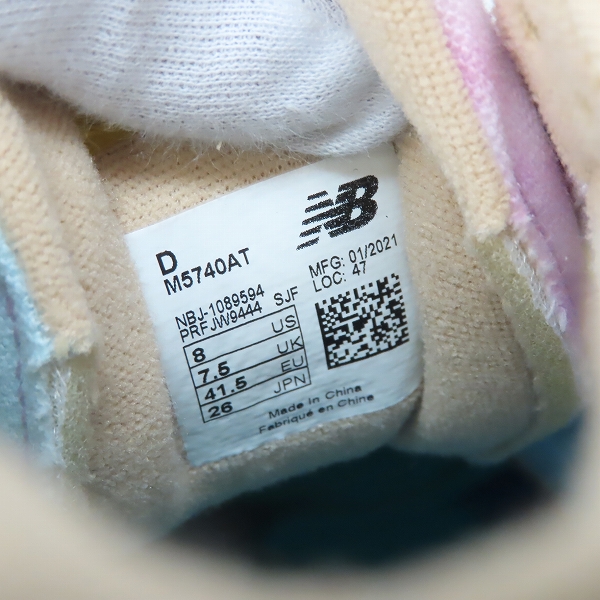 NB
D
M5740AT
MFG: 01/2021
LOC: 47
NBJ-1089594
PRFJW9444 SJF
8 US
7.5 UK
41.5 EU
26 JPN
Made in China
Fabriqué en Chine